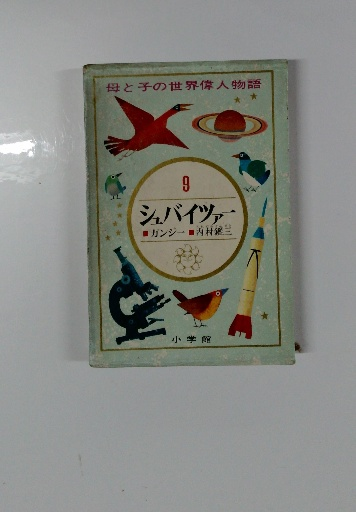 母と子の世界偉人物語
9
シュバイツァー
■ガンジー ■内村鑑三
小学館